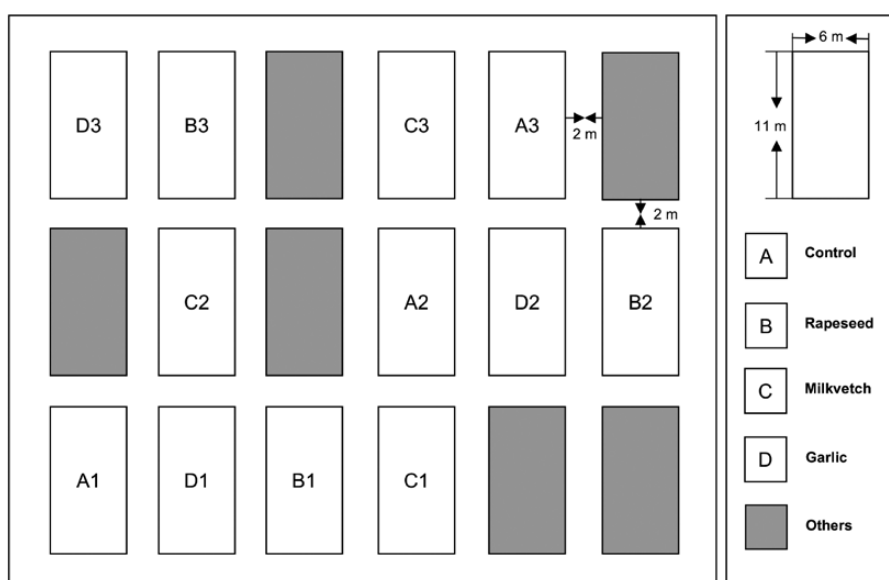 D3
B3
C3
A3
2 m
2 m
C2
A2
D2
B2
A1
D1
B1
C1
6 m
11 m
A
Control
B
Rapeseed
C
Milkvetch
D
Garlic
Others